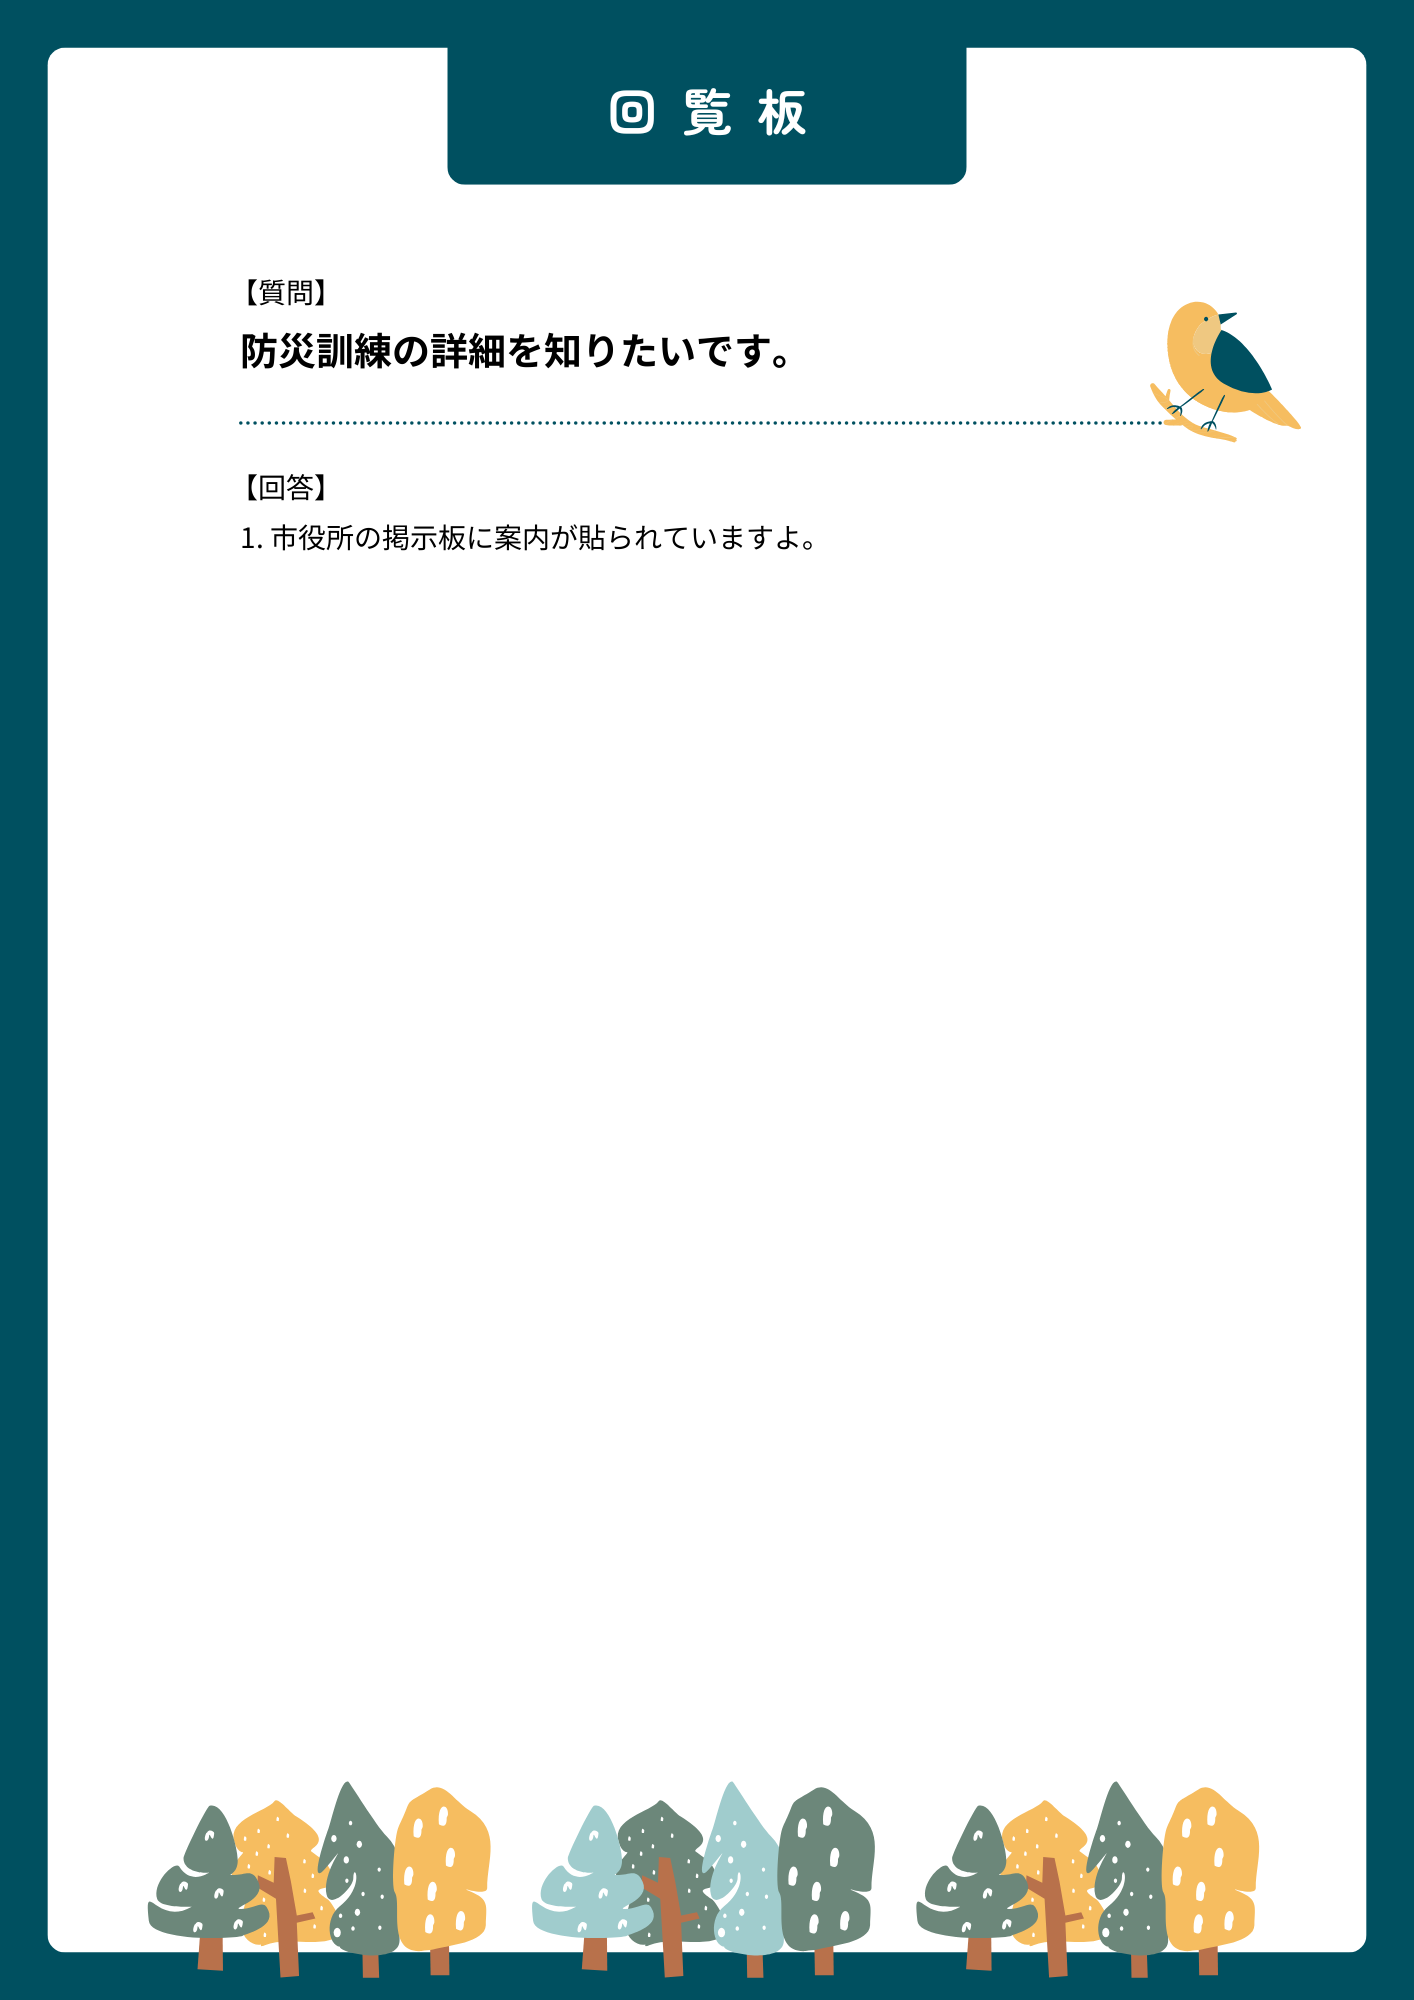 回覧板
【質問】
防災訓練の詳細を知りたいです。
【回答】
1. 市役所の掲示板に案内が貼られていますよ。